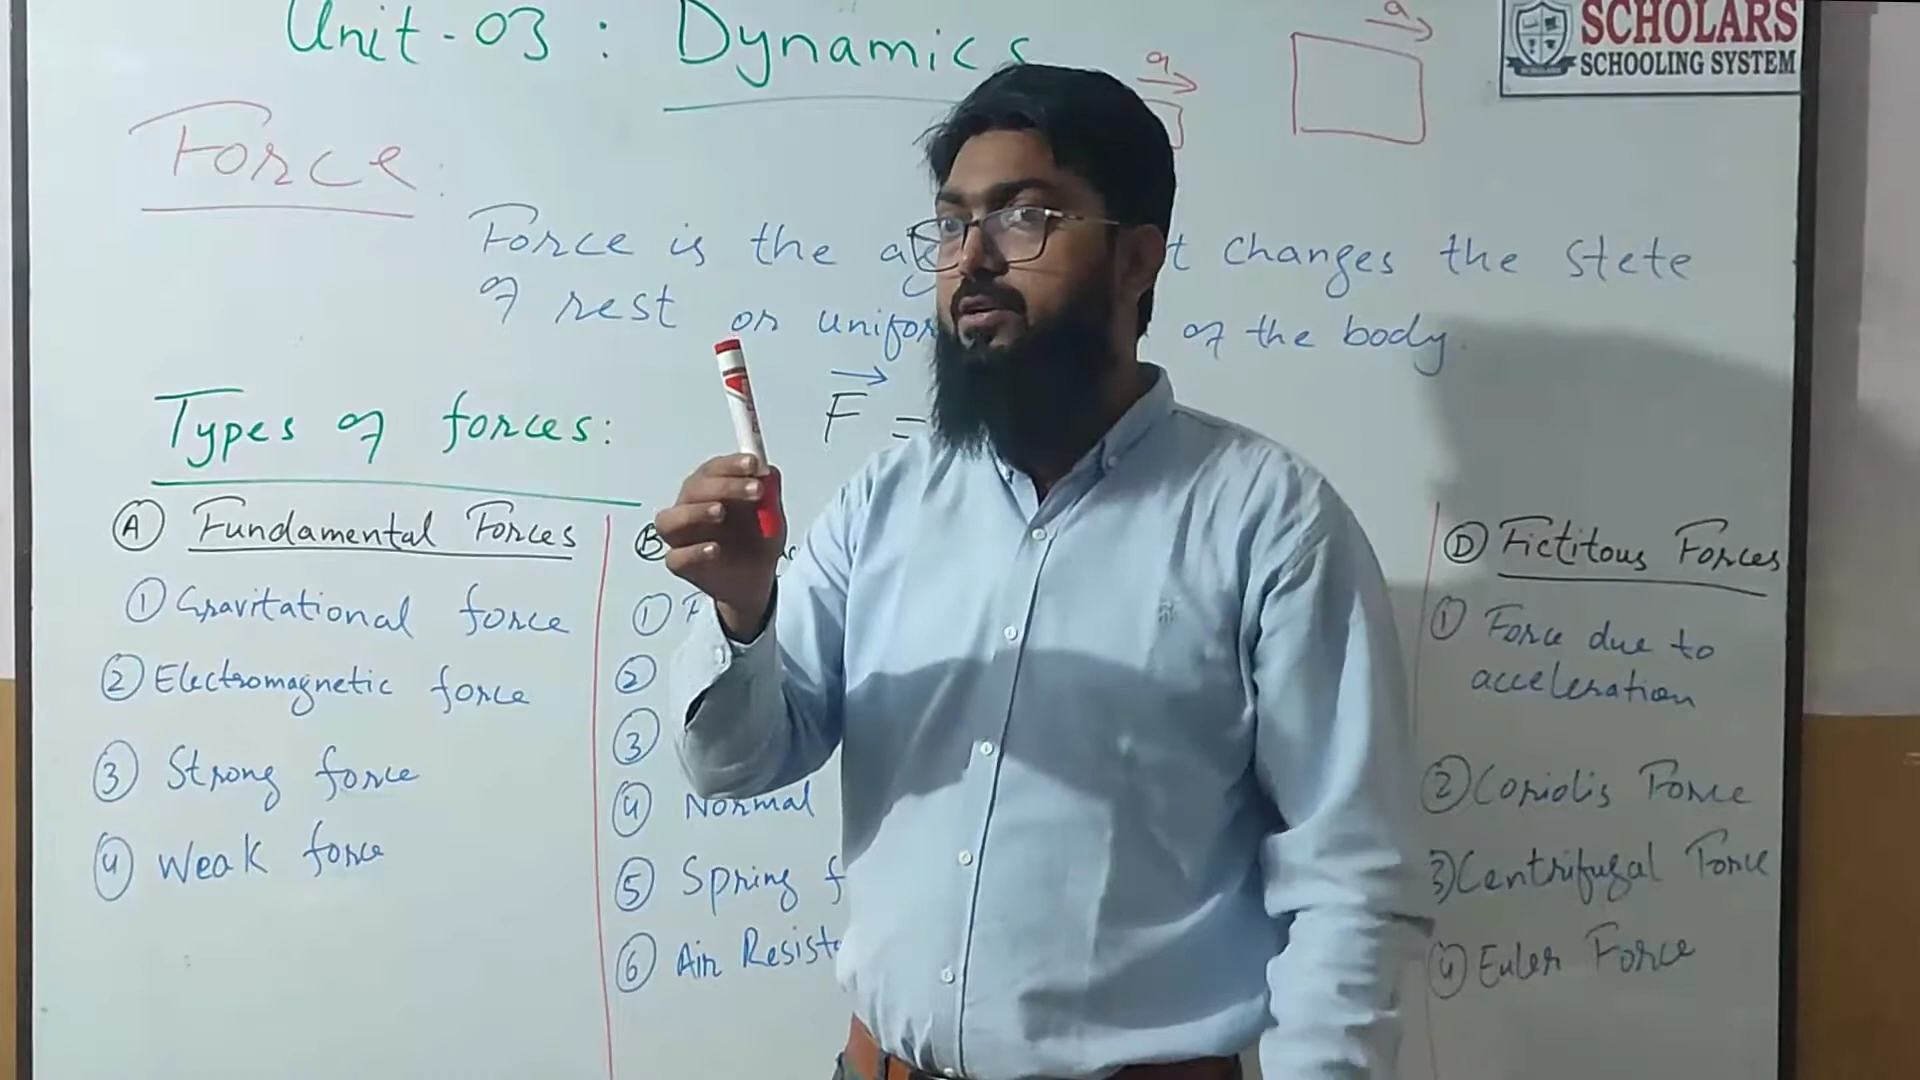 Unit-03 : Dynamics
a
a
SCHOLARS
SCHOOLING SYSTEM
Force :
Force is the changes the stete
of rest or of the body.
Types of forces:
F =
A Fundamental Forces
1 Gravitational force
2 Electromagnetic force
3 Strong force
4 Weak force
B
1 F
2
3
4 Normal
5 Spring f
6 Air
D Fictitous Forces
1 Force due to
acceleration
2 Coriolis Force
3) Centrifugal Force
4 Euler Force